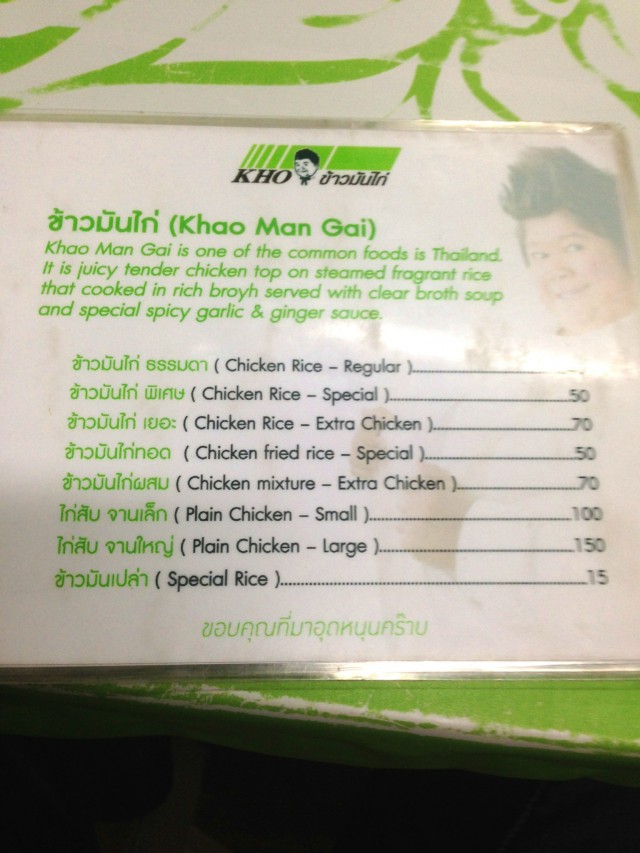 KHO ข้าวมันไก่
ข้าวมันไก่ (Khao Man Gai)
Khao Man Gai is one of the common foods is Thailand.
It is juicy tender chicken top on steamed fragrant rice
that cooked in rich broyh served with clear broth soup
and special spicy garlic & ginger sauce.
ข้าวมันไก่ ธรรมดา ( Chicken Rice – Regular )
ข้าวมันไก่ พิเศษ ( Chicken Rice – Special ) 50
ข้าวมันไก่ เยอะ ( Chicken Rice – Extra Chicken ) 70
ข้าวมันไก่ทอด ( Chicken fried rice – Special ) 50
ข้าวมันไก่ผสม ( Chicken mixture – Extra Chicken ) 70
ไก่สับ จานเล็ก ( Plain Chicken – Small ) 100
ไก่สับ จานใหญ่ ( Plain Chicken – Large ) 150
ข้าวมันเปล่า ( Special Rice ) 15
ขอบคุณที่มาอุดหนุนคร๊าบ